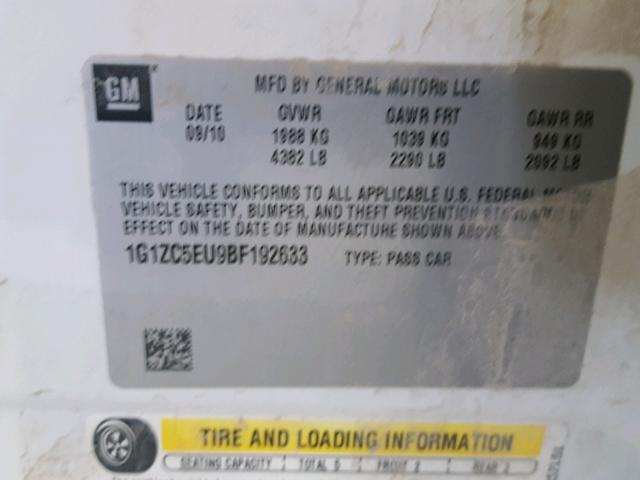 GM
MFD BY GENERAL MOTORS LLC
DATE GVWR GAWR FRT GAWR RR
09/10 1988 KG 1039 KG 949 KG
4382 LB 2290 LB 2092 LB
THIS VEHICLE CONFORMS TO ALL APPLICABLE U.S. FEDERAL MOTOR
VEHICLE SAFETY, BUMPER, AND THEFT PREVENTION STANDARDS IN
EFFECT ON THE DATE OF MANUFACTURE SHOWN ABOVE.
1G1ZC5EU9BF192633 TYPE: PASS CAR
TIRE AND LOADING INFORMATION
SEATING CAPACITY TOTAL 5 FRONT 2 REAR 3